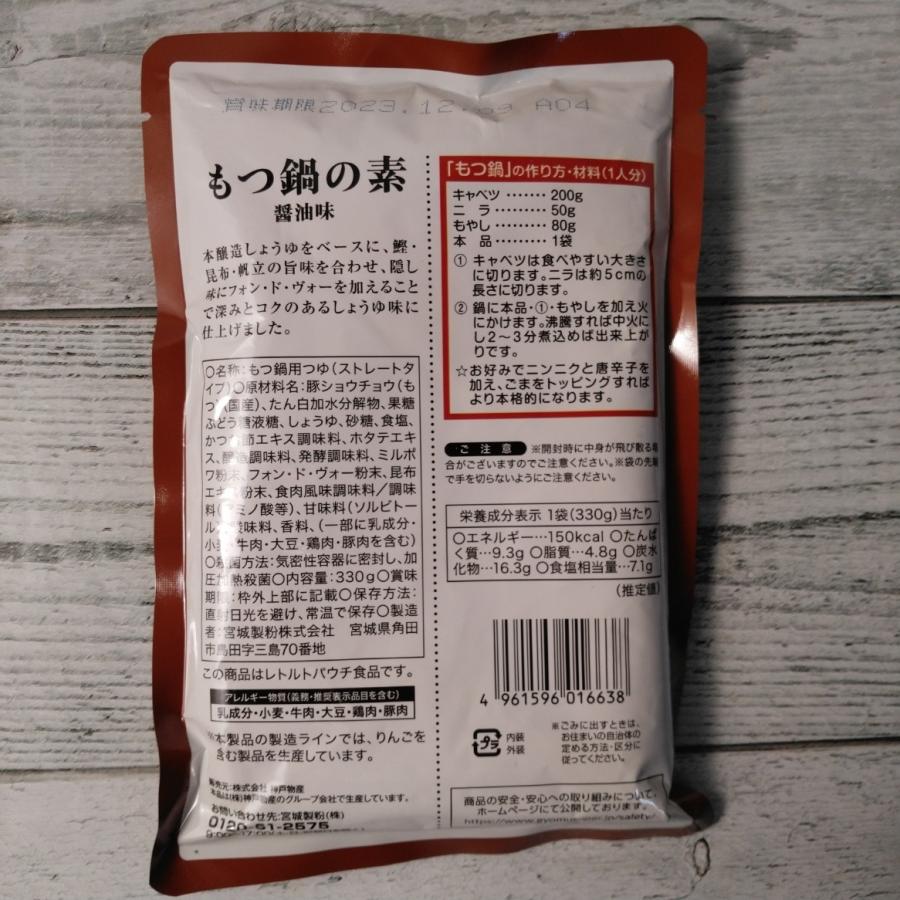 賞味期限2023.12. A04
もつ鍋の素
醤油味
本醸造しょうゆをベースに、鰹・
昆布・帆立の旨味を合わせ、隠し
味にフォン・ド・ヴォーを加えること
で深みとコクのあるしょうゆ味に
仕上げました。
○名称:もつ鍋用つゆ(ストレートタ
イプ)○原材料名:豚ショウチョウ(も
つ)(国産)、たん白加水分解物、果糖
ぶどう糖液糖、しょうゆ、砂糖、食塩、
かつお節エキス調味料、ホタテエキ
ス、調味料、発酵調味料、ミルポ
ワ粉末、フォン・ド・ヴォー粉末、昆布
エキス粉末、食肉風味調味料/調味
料(アミノ酸等)、甘味料(ソルビトー
ル)、酸味料、香料、(一部に乳成分・
小麦・牛肉・大豆・鶏肉・豚肉を含む)
○殺菌方法:気密性容器に密封し、加
圧加熱殺菌○内容量:330g○賞味
期限:枠外上部に記載○保存方法:
直射日光を避け、常温で保存○製造
者:宮城製粉株式会社 宮城県角田
市島田字三島70番地
この商品はレトルトパウチ食品です。
アレルギー物質(義務・推奨表示品目を含む)
乳成分・小麦・牛肉・大豆・鶏肉・豚肉
※本製品の製造ラインでは、りんごを
含む製品を生産しています。
販売元:株式会社 神戸物産
本品は(株)神戸物産のグループ会社で生産しています。
お問い合わせ先:宮城製粉(株)
0120-51-2575
「もつ鍋」の作り方・材料(1人分)
キャベツ ······· 200g
ニラ ········· 50g
もやし ········ 80g
本品 ········· 1袋
① キャベツは食べやすい大きさ
に切ります。ニラは約5cmの
長さに切ります。
② 鍋に本品・①・もやしを加え火
にかけます。沸騰すれば中火に
し2〜3分煮込めば出来上が
りです。
☆お好みでニンニクと唐辛子を
加え、ごまをトッピングすれば
より本格的になります。
ご注意 ※開封時に中身が飛び散る場
合がございますのでご注意ください。※袋の先端
で手を切らないようにご注意ください。
栄養成分表示 1袋(330g)当たり
○エネルギー…150kcal ○たんぱ
く質…9.3g ○脂質…4.8g ○炭水
化物…16.3g ○食塩相当量…7.1g
(推定値)
4 961596 016638
プラ 内装 外装
※ごみに出すときは、
お住まいの自治体の
定める方法・区分に
従ってください。
商品の安全・安心への取り組みについて、
ホームページにて公開しております。